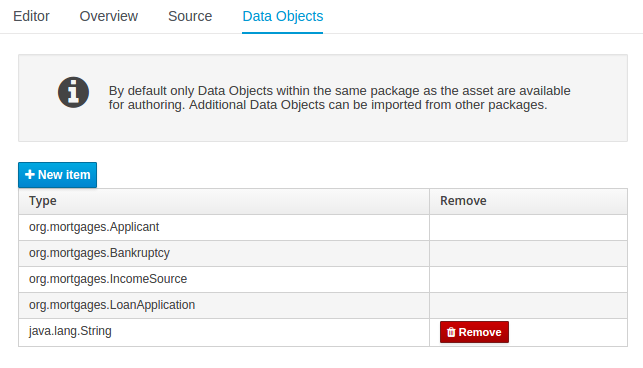 Editor Overview Source Data Objects
By default only Data Objects within the same package as the asset are available
for authoring. Additional Data Objects can be imported from other packages.
New item
Type Remove
org.mortgages.Applicant
org.mortgages.Bankruptcy
org.mortgages.IncomeSource
org.mortgages.LoanApplication
java.lang.String Remove